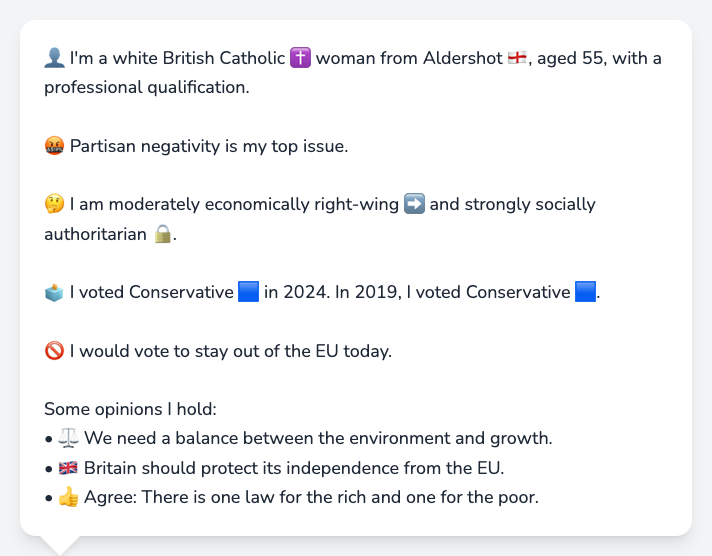 👤 I'm a white British Catholic ✝️ woman from Aldershot 🏴󠁧󠁢󠁥󠁮󠁧󠁿, aged 55, with a
professional qualification.
🤬 Partisan negativity is my top issue.
🤔 I am moderately economically right-wing ➡️ and strongly socially
authoritarian 🔒.
🗳️ I voted Conservative 🟦 in 2024. In 2019, I voted Conservative 🟦.
🚫 I would vote to stay out of the EU today.
Some opinions I hold:
• ⚖️ We need a balance between the environment and growth.
• 🇬🇧 Britain should protect its independence from the EU.
• 👍 Agree: There is one law for the rich and one for the poor.